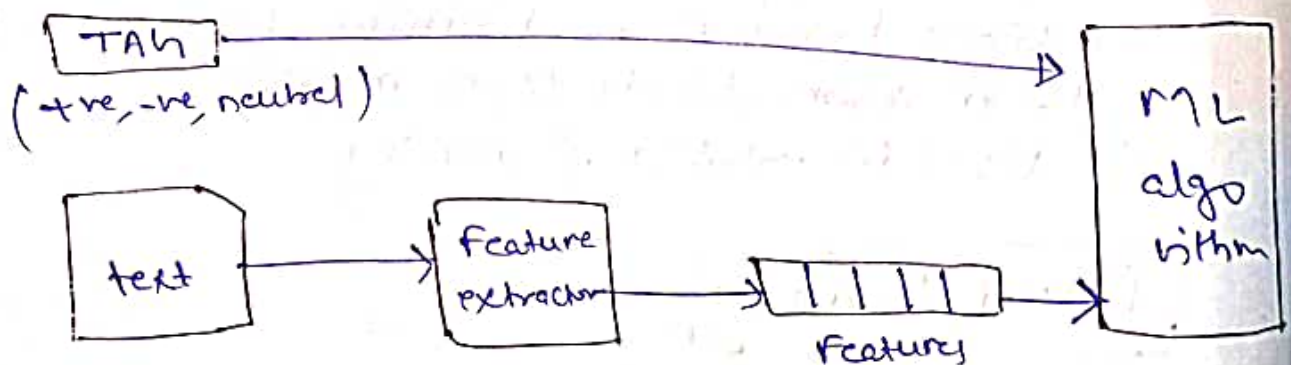 TAG
(+ve, -ve, neutral)
text
Feature
extractor
Features
ML
algo
rithm